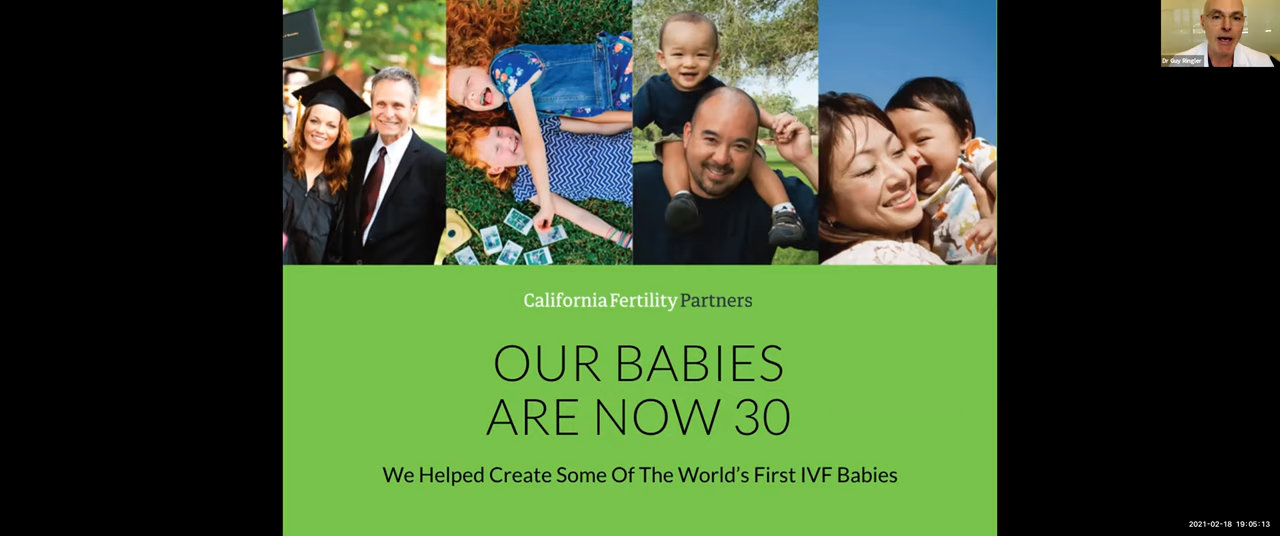 Dr Guy Ringler
California Fertility Partners
OUR BABIES
ARE NOW 30
We Helped Create Some Of The World's First IVF Babies
2021-02-18 19:05:13